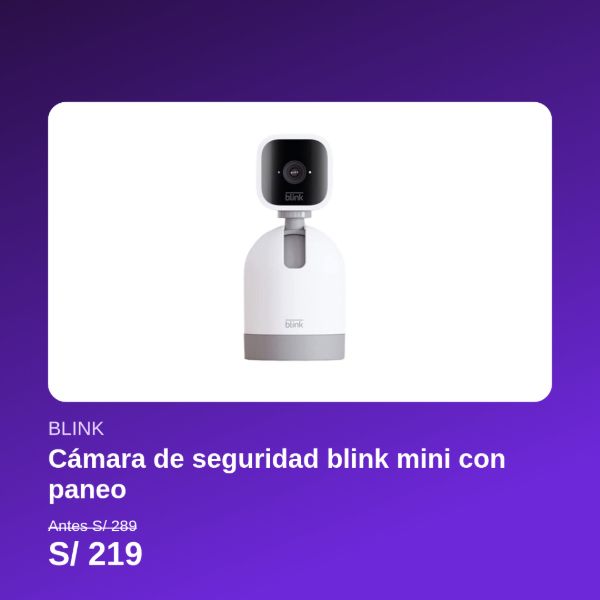 blink
blink
BLINK
Cámara de seguridad blink mini con
paneo
Antes S/ 289
S/ 219